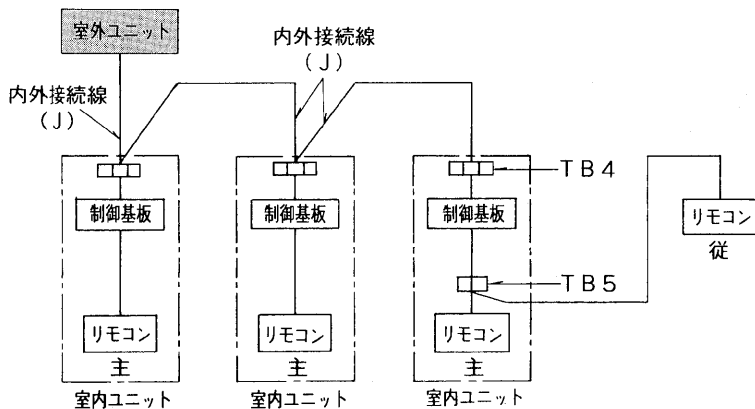 室外ユニット
内外接続線
(J)
内外接続線
(J)
TB4
制御基板
制御基板
制御基板
リモコン
従
TB5
リモコン
主
リモコン
主
リモコン
主
室内ユニット
室内ユニット
室内ユニット